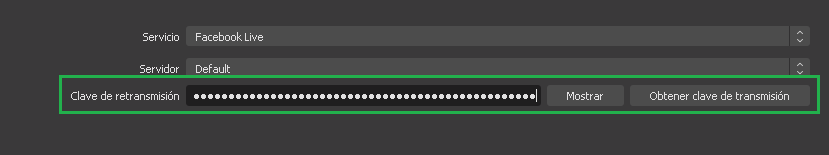 Servicio Facebook Live
Servidor Default
Clave de retransmisión ●●●●●●●●●●●●●●●●●●●●●●●●●●●●●●●●●●●●●●●●●●●●●●●●● Mostrar Obtener clave de transmisión